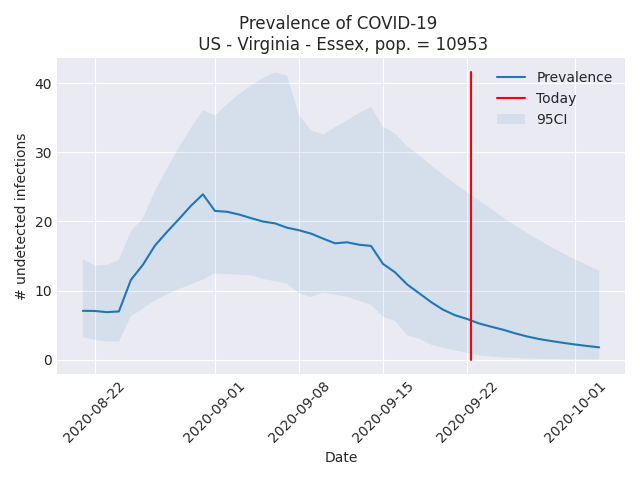 Prevalence of COVID-19
US - Virginia - Essex, pop. = 10953
Prevalence
Today
95CI
# undetected infections
40
30
20
10
0
2020-08-22
2020-09-01
2020-09-08
2020-09-15
2020-09-22
2020-10-01
Date